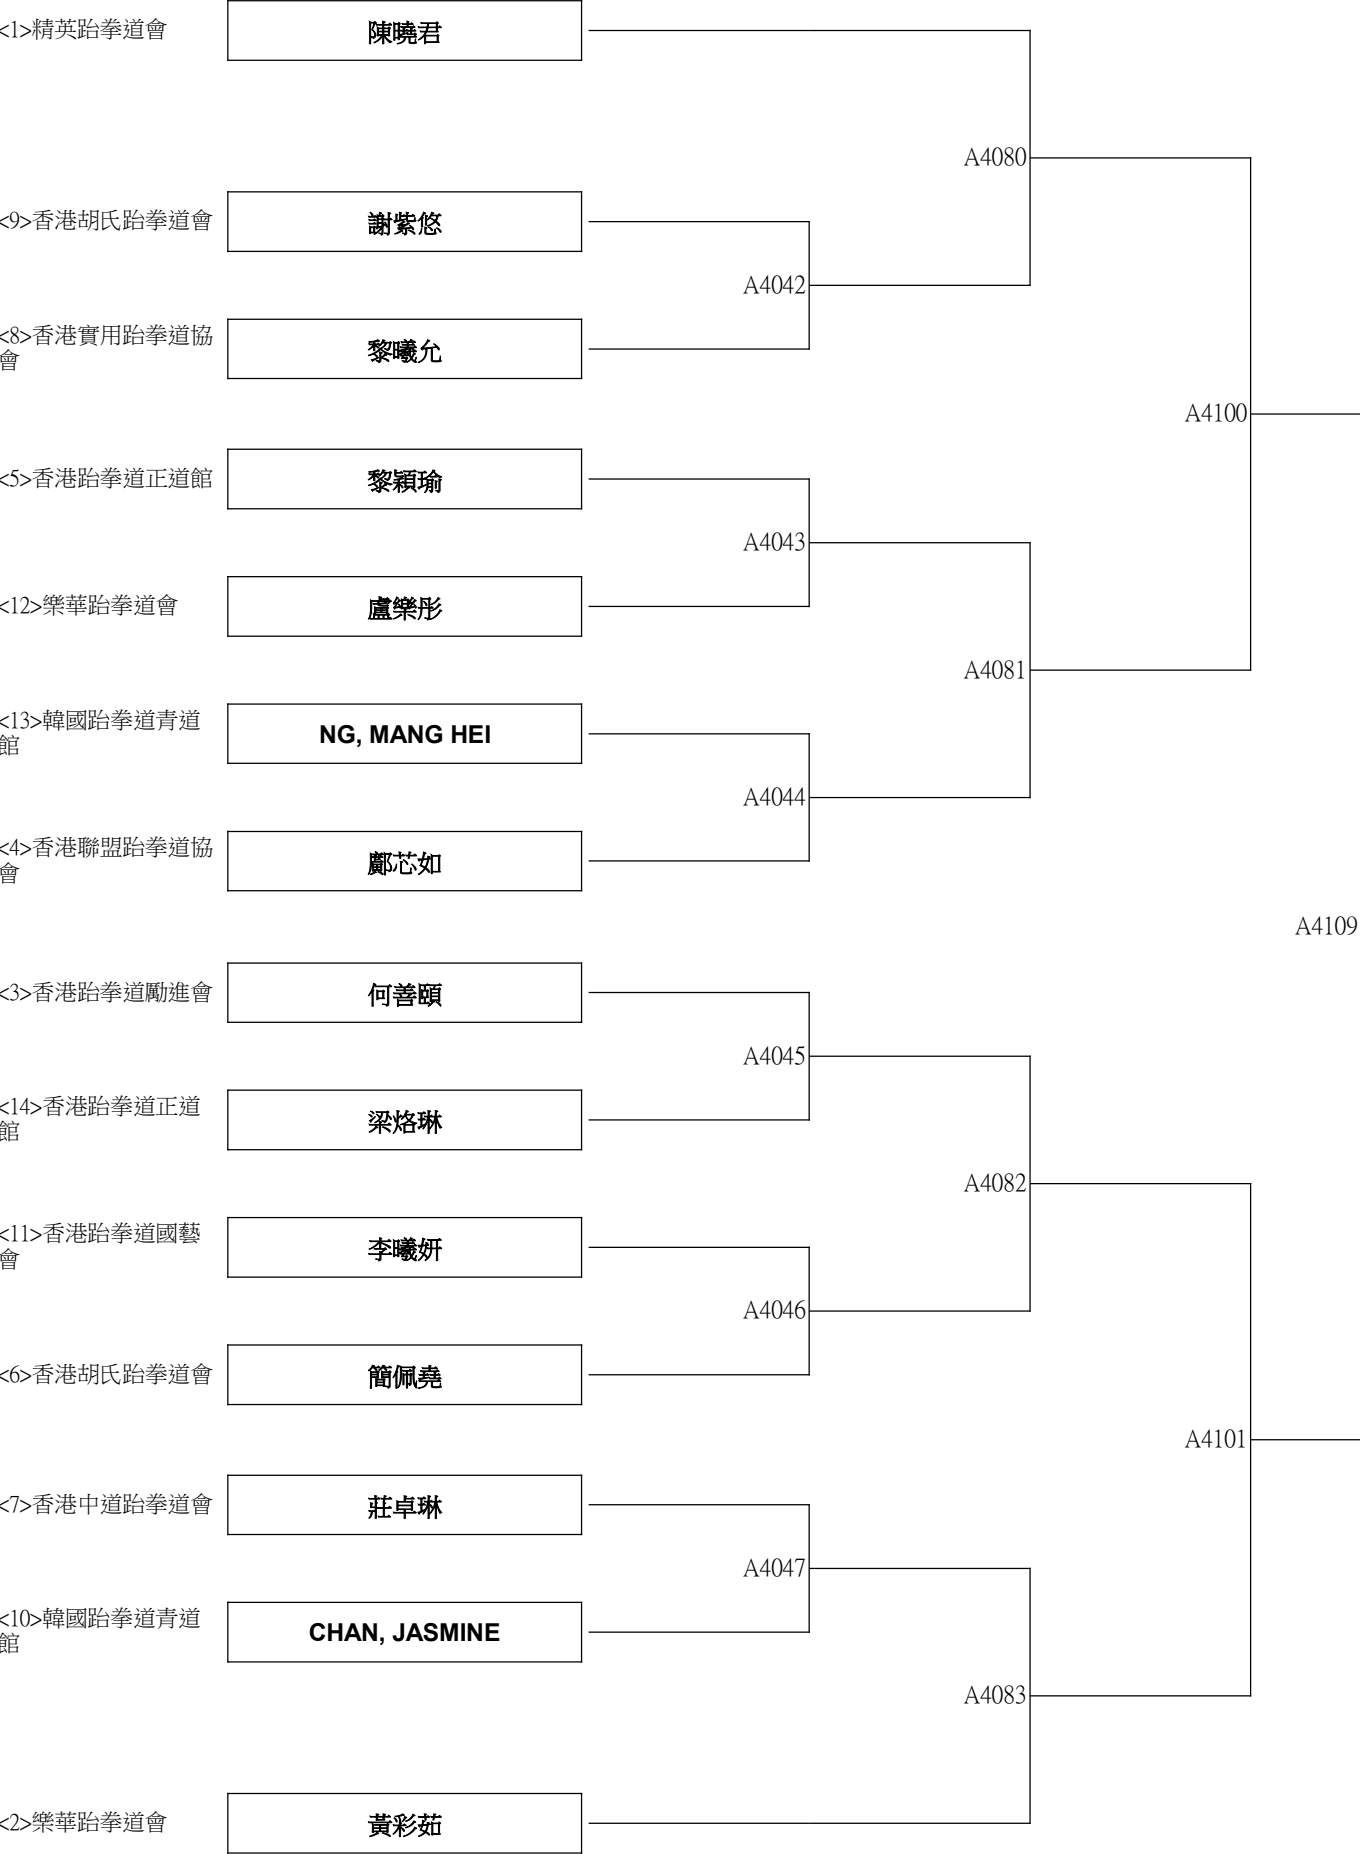 <1>精英跆拳道會
陳曉君
A4080
<9>香港胡氏跆拳道會
謝紫悠
A4042
<8>香港實用跆拳道協
會
黎曦允
A4100
<5>香港跆拳道正道館
黎潁瑜
A4043
<12>樂華跆拳道會
盧樂彤
A4081
<13>韓國跆拳道青道
館
NG, MANG HEI
A4044
<4>香港聯盟跆拳道協
會
鄺芯如
A4109
<3>香港跆拳道勵進會
何善頤
A4045
<14>香港跆拳道正道
館
梁烙琳
A4082
<11>香港跆拳道國藝
會
李曦妍
A4046
<6>香港胡氏跆拳道會
簡佩堯
A4101
<7>香港中道跆拳道會
莊卓琳
A4047
<10>韓國跆拳道青道
館
CHAN, JASMINE
A4083
<2>樂華跆拳道會
黃彩茹